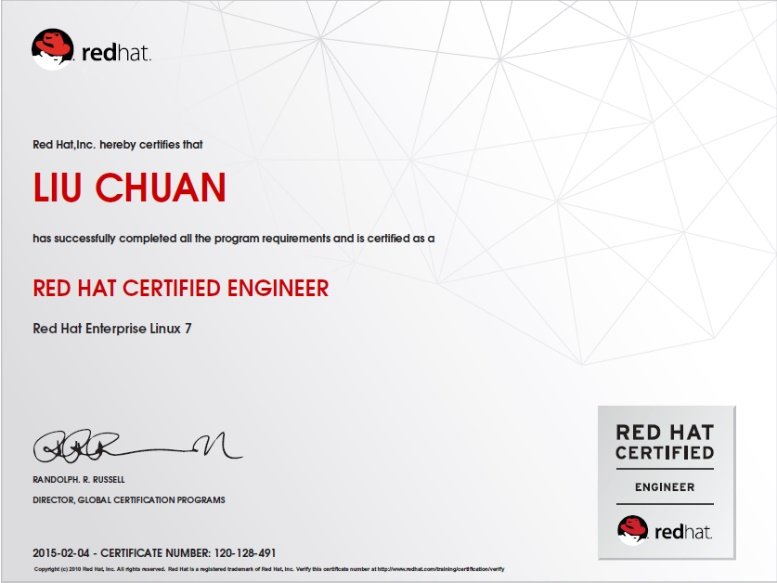 redhat.
Red Hat,Inc. hereby certifies that
LIU CHUAN
has successfully completed all the program requirements and is certified as a
RED HAT CERTIFIED ENGINEER
Red Hat Enterprise Linux 7
RANDOLPH. R. RUSSELL
DIRECTOR, GLOBAL CERTIFICATION PROGRAMS
2015-02-04 - CERTIFICATE NUMBER: 120-128-491
Copyright (c) 2010 Red Hat, Inc. All rights reserved. Red Hat is a registered trademark of Red Hat, Inc. Verify this certificate number at http://www.redhat.com/training/certification/verify
RED HAT
CERTIFIED
ENGINEER
redhat.